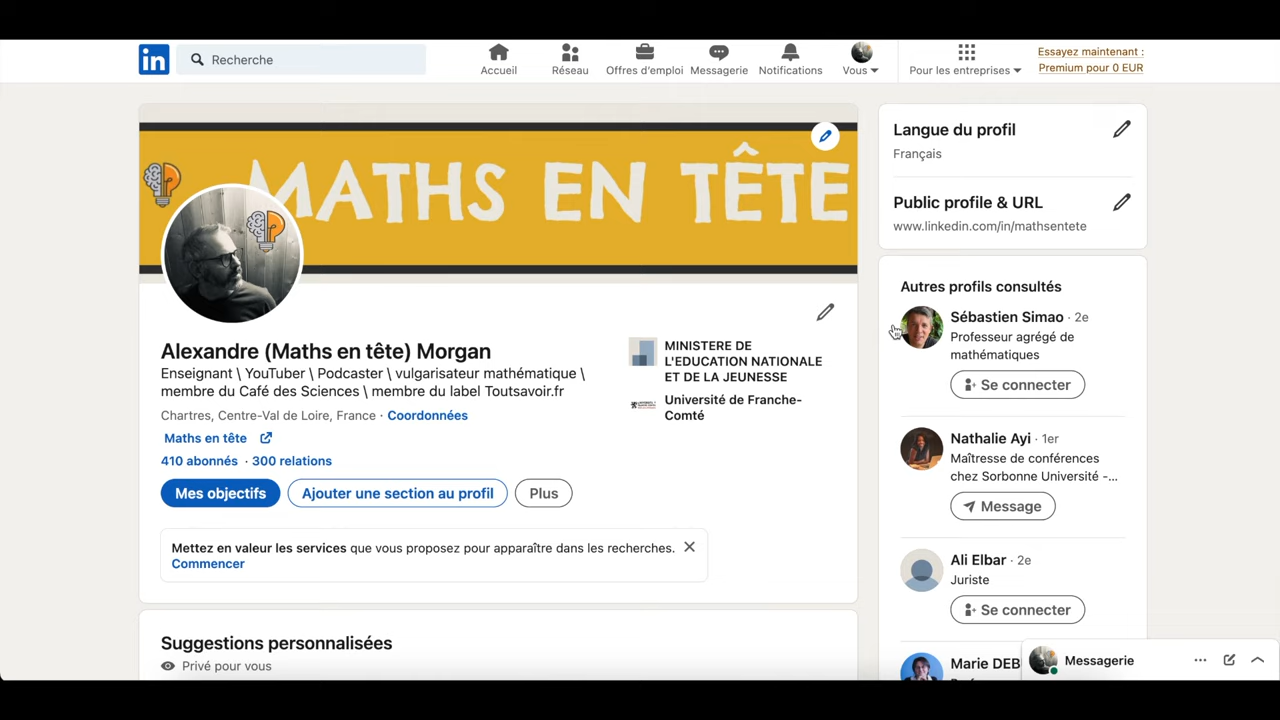 in
Recherche
Accueil
Réseau
Offres d'emploi
Messagerie
Notifications
Vous
Pour les entreprises
Essayez maintenant :
Premium pour 0 EUR
MATHS EN TÊTE
Alexandre (Maths en tête) Morgan
Enseignant \ YouTuber \ Podcaster \ vulgarisateur mathématique \
membre du Café des Sciences \ membre du label Toutsavoir.fr
Chartres, Centre-Val de Loire, France · Coordonnées
Maths en tête
410 abonnés · 300 relations
Mes objectifs
Ajouter une section au profil
Plus
MINISTERE DE
L'EDUCATION NATIONALE
ET DE LA JEUNESSE
Université de Franche-
Comté
Mettez en valeur les services que vous proposez pour apparaître dans les recherches.
Commencer
Suggestions personnalisées
Privé pour vous
Langue du profil
Français
Public profile & URL
www.linkedin.com/in/mathsentete
Autres profils consultés
Sébastien Simao · 2e
Professeur agrégé de
mathématiques
Se connecter
Nathalie Ayi · 1er
Maîtresse de conférences
chez Sorbonne Université -...
Message
Ali Elbar · 2e
Juriste
Se connecter
Marie DEB
Messagerie